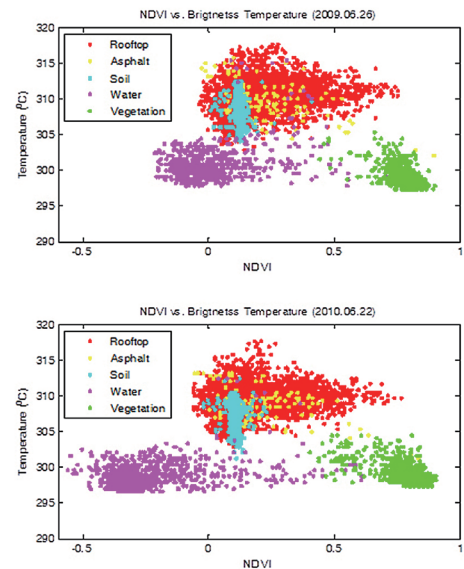 NDVI vs. Brigtnetss Temperature (2009.06.26)
320
315
310
305
300
295
290
Temperature (⁰C)
Rooftop
Asphalt
Soil
Water
Vegetation
-0.5 0 0.5 1
NDVI
NDVI vs. Brigtnetss Temperature (2010.06.22)
320
315
310
305
300
295
290
Temperature (⁰C)
Rooftop
Asphalt
Soil
Water
Vegetation
-0.5 0 0.5 1
NDVI